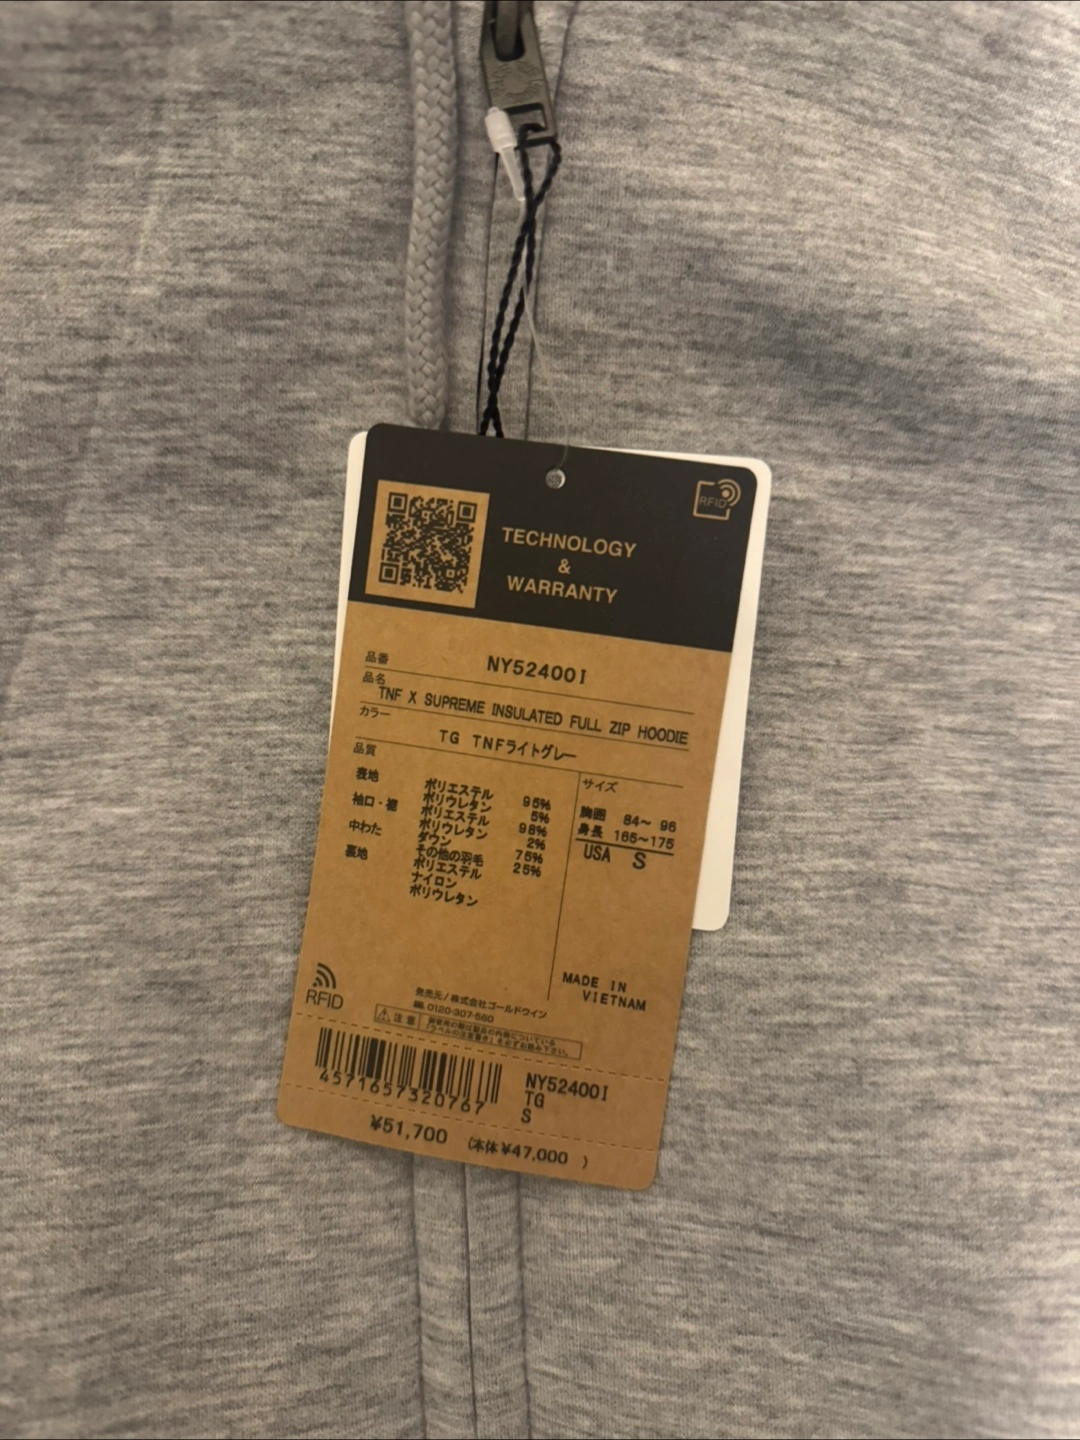 RFID
TECHNOLOGY
&
WARRANTY
品番 NY52400I
品名
TNF X SUPREME INSULATED FULL ZIP HOODIE
カラー
TG TNFライトグレー
品質
表地 ポリエステル 95%
ポリウレタン 5%
袖口・裾 ポリエステル 98%
ポリウレタン 2%
中わた ダウン 75%
その他の羽毛 25%
裏地 ポリエステル
ナイロン
ポリウレタン
サイズ
胸囲 84～ 96
身長 165～175
USA S
MADE IN
VIETNAM
RFID
発売元／株式会社ゴールドウイン
0120-307-560
注意
NY52400I
TG
S
4571657320767
¥51,700 (本体 ¥47,000 )